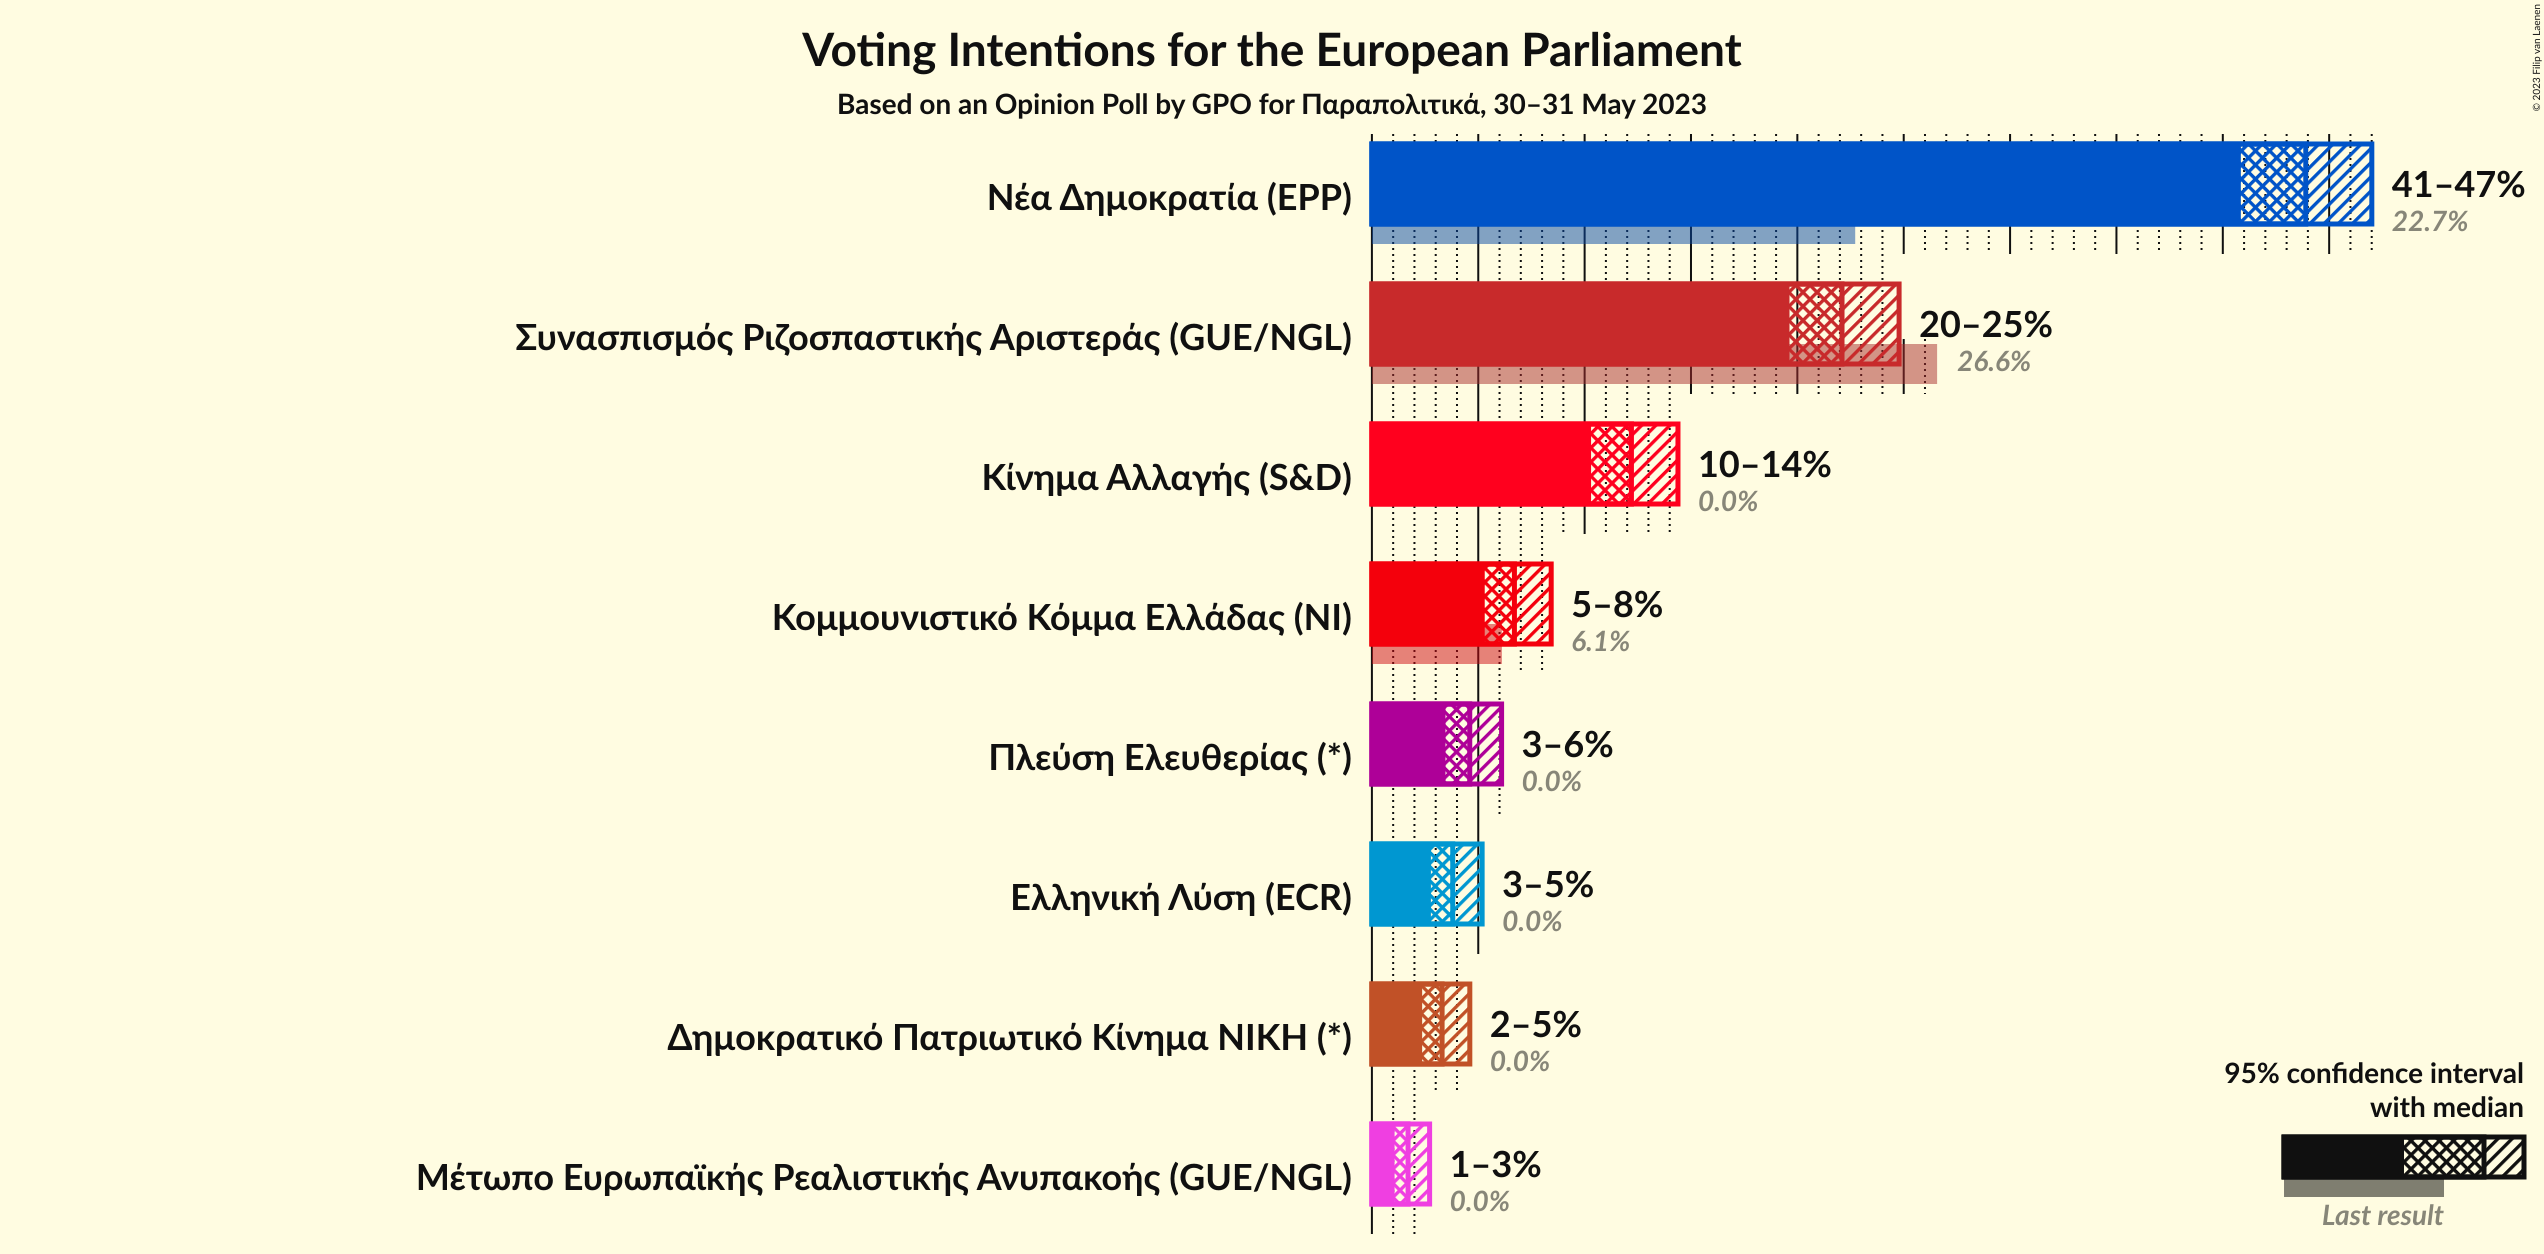 Voting Intentions for the European Parliament
Based on an Opinion Poll by GPO for Παραπολιτικά, 30–31 May 2023
© 2023 Filip van Laenen
Νέα Δημοκρατία (EPP)
41–47%
22.7%
Συνασπισμός Ριζοσπαστικής Αριστεράς (GUE/NGL)
20–25%
26.6%
Κίνημα Αλλαγής (S&D)
10–14%
0.0%
Κομμουνιστικό Κόμμα Ελλάδας (NI)
5–8%
6.1%
Πλεύση Ελευθερίας (*)
3–6%
0.0%
Ελληνική Λύση (ECR)
3–5%
0.0%
Δημοκρατικό Πατριωτικό Κίνημα ΝΙΚΗ (*)
2–5%
0.0%
Μέτωπο Ευρωπαϊκής Ρεαλιστικής Ανυπακοής (GUE/NGL)
1–3%
0.0%
95% confidence interval
with median
Last result